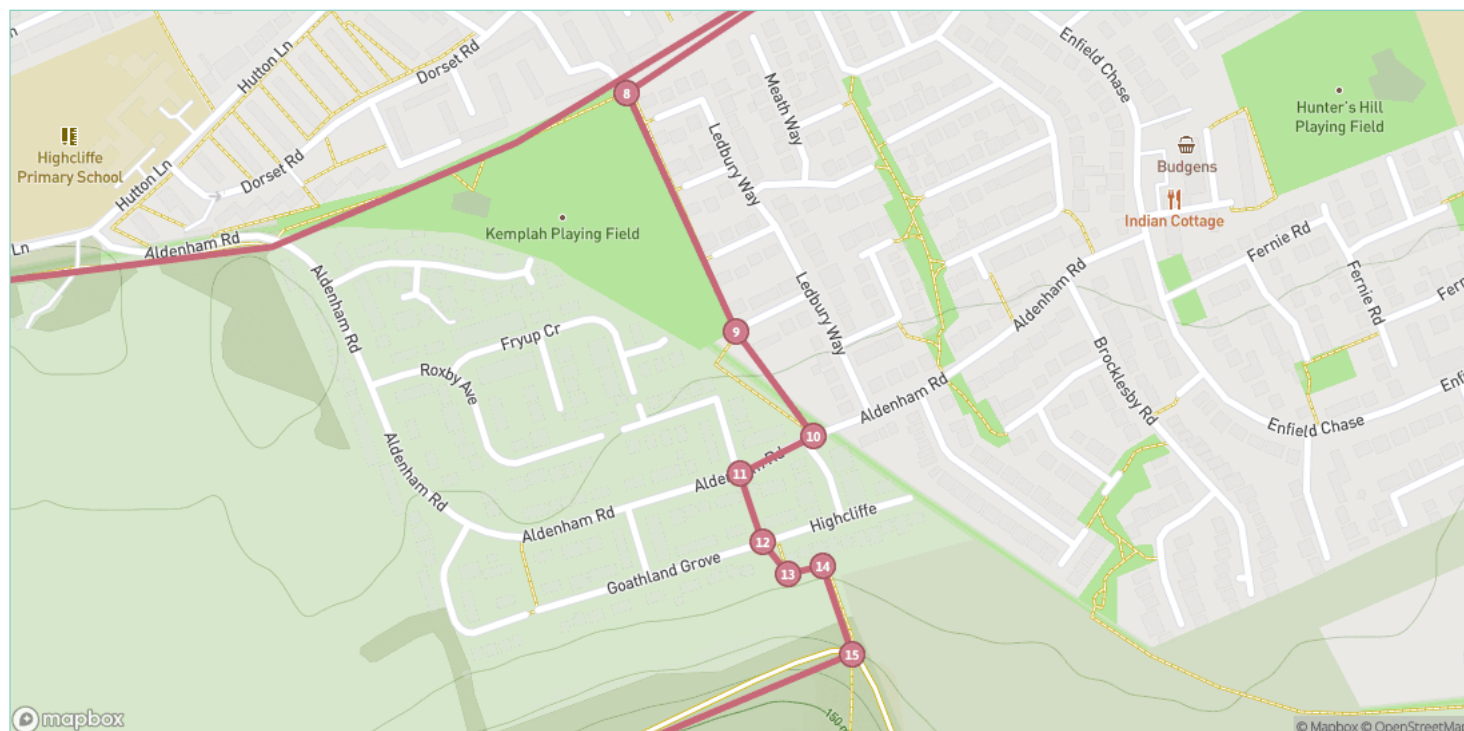 Hutton Ln
Dorset Rd
8
Meath Way
Enfield Chase
Hunter's Hill
Playing Field
Highcliffe
Primary School
Budgens
Ledbury Way
Hutton Ln
Dorset Rd
Indian Cottage
Kemplah Playing Field
Ln
Aldenham Rd
Fernie Rd
Aldenham Rd
Ledbury Way
Aldenham Rd
Fernie Rd
Fernie
9
Fryup Cr
Roxby Ave
Brocklesby Rd
Aldenham Rd
Enfi
Enfield Chase
10
Aldenham Rd
11
Aldenham Rd
Aldenham Rd
Highcliffe
12
Goathland Grove
13
14
15
150 m
mapbox
© Mapbox © OpenStreetMap